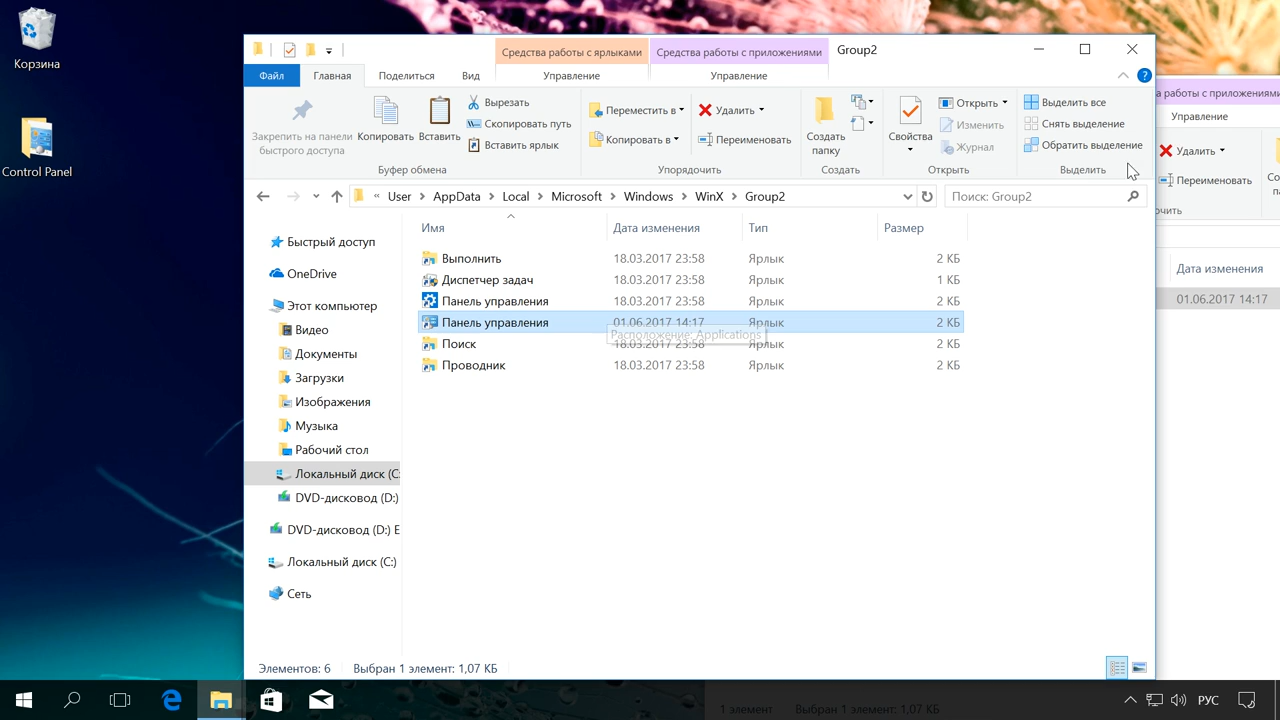 Корзина
Control Panel
Средства работы с ярлыками
Средства работы с приложениями
Group2
Файл
Главная
Поделиться
Вид
Управление
Управление
Закрепить на панели
быстрого доступа
Копировать
Вставить
Вырезать
Скопировать путь
Вставить ярлык
Буфер обмена
Переместить в
Копировать в
Удалить
Переименовать
Упорядочить
Создать
папку
Создать
Свойства
Открыть
Изменить
Журнал
Открыть
Выделить все
Снять выделение
Обратить выделение
Выделить
« User > AppData > Local > Microsoft > Windows > WinX > Group2
Поиск: Group2
Имя Дата изменения Тип Размер
Выполнить 18.03.2017 23:58 Ярлык 2 КБ
Диспетчер задач 18.03.2017 23:58 Ярлык 1 КБ
Панель управления 18.03.2017 23:58 Ярлык 2 КБ
Панель управления 01.06.2017 14:17 Ярлык 2 КБ
Расположение: Applications
Поиск 18.03.2017 23:58 Ярлык 2 КБ
Проводник 18.03.2017 23:58 Ярлык 2 КБ
Быстрый доступ
OneDrive
Этот компьютер
Видео
Документы
Загрузки
Изображения
Музыка
Рабочий стол
Локальный диск (C:
DVD-дисковод (D:)
DVD-дисковод (D:) E
Локальный диск (C:)
Сеть
Элементов: 6
Выбран 1 элемент: 1,07 КБ
а работы с приложениями
Управление
Удалить
Переименовать
Со
па
очить
Дата изменения
01.06.2017 14:17
1 элемент
Выбран 1 элемент: 1,07 КБ
РУС